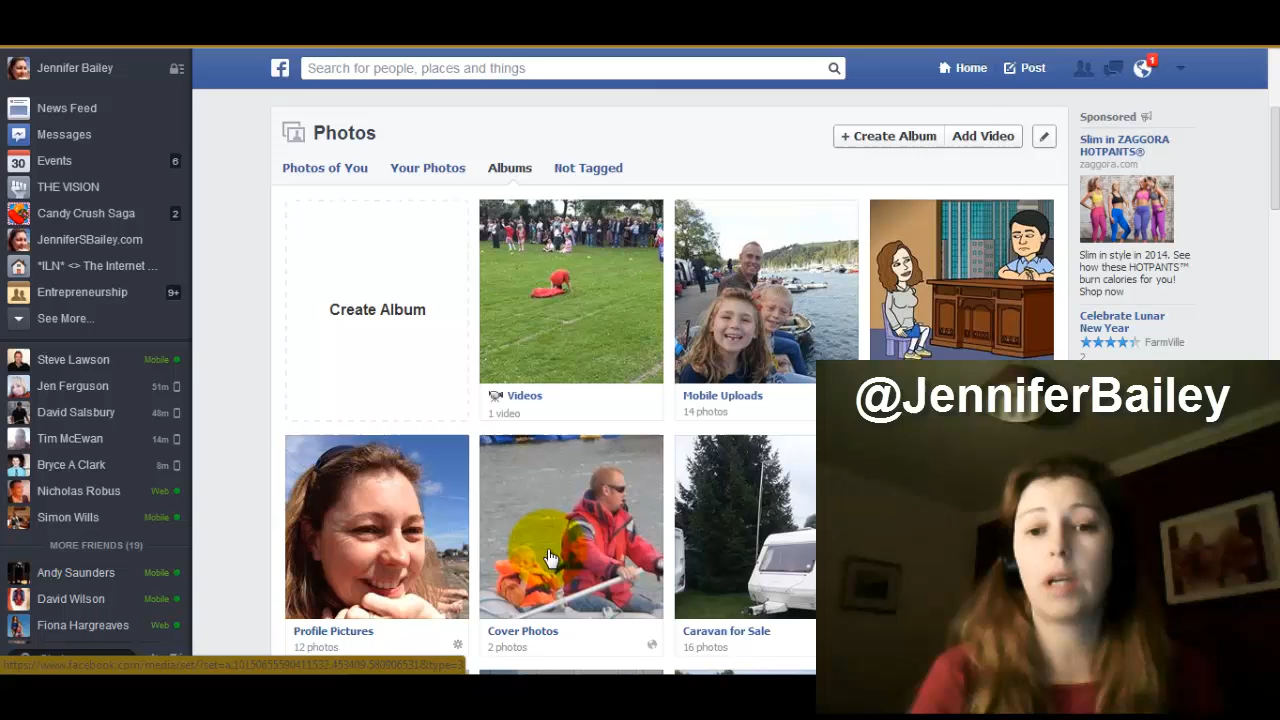 Jennifer Bailey
Search for people, places and things
Home
Post
1
News Feed
Messages
30 Events 6
THE VISION
Candy Crush Saga 2
JenniferSBailey.com
*ILN* <> The Internet ...
Entrepreneurship 9+
See More...
Steve Lawson Mobile
Jen Ferguson 51m
David Salsbury 48m
Tim McEwan 14m
Bryce A Clark 8m
Nicholas Robus Web
Simon Wills Mobile
MORE FRIENDS (19)
Andy Saunders Mobile
David Wilson Mobile
Fiona Hargreaves Web
Photos
+ Create Album Add Video
Photos of You Your Photos Albums Not Tagged
Create Album
Videos
1 video
Mobile Uploads
14 photos
Profile Pictures
12 photos
Cover Photos
2 photos
Caravan for Sale
16 photos
Sponsored
Slim in ZAGGORA
HOTPANTS®
zaggora.com
Slim in style in 2014. See
how these HOTPANTS™
burn calories for you!
Shop now
Celebrate Lunar
New Year
FarmVille
2
@JenniferBailey